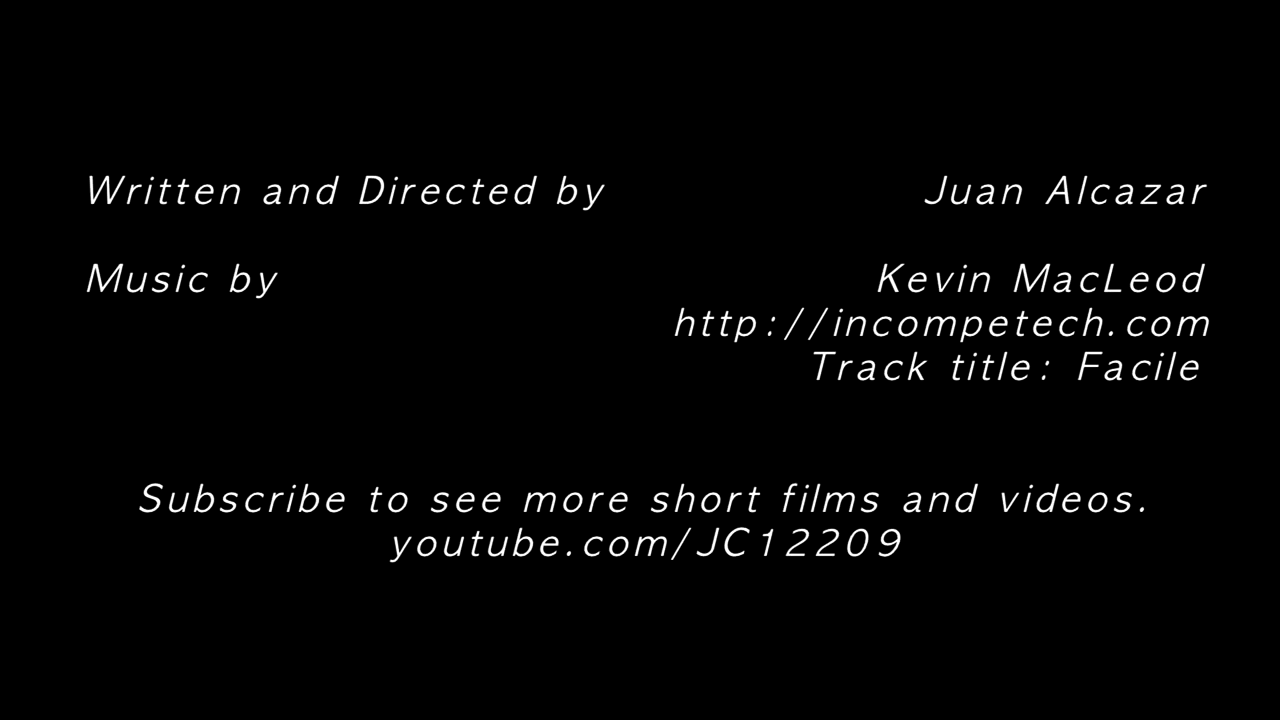 Written and Directed by Juan Alcazar
Music by Kevin MacLeod
http://incompetech.com
Track title: Facile
Subscribe to see more short films and videos.
youtube.com/JC12209